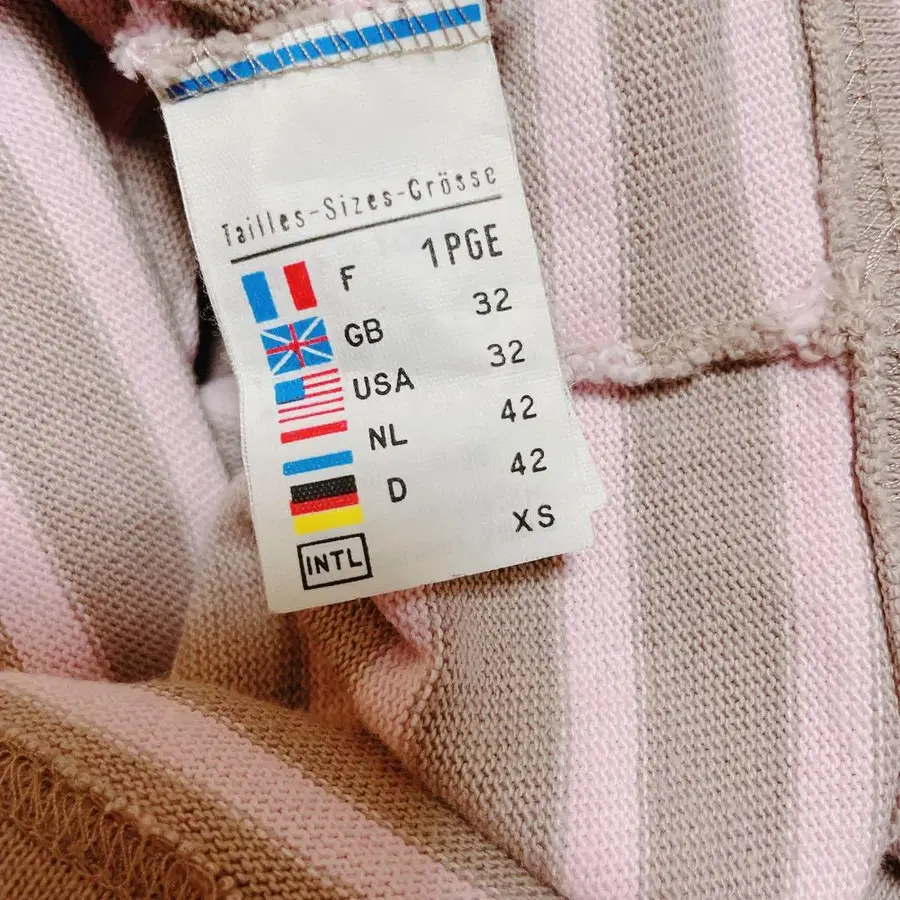 Tailles-Sizes-Grösse
F 1PGE
GB 32
USA 32
NL 42
D 42
INTL XS